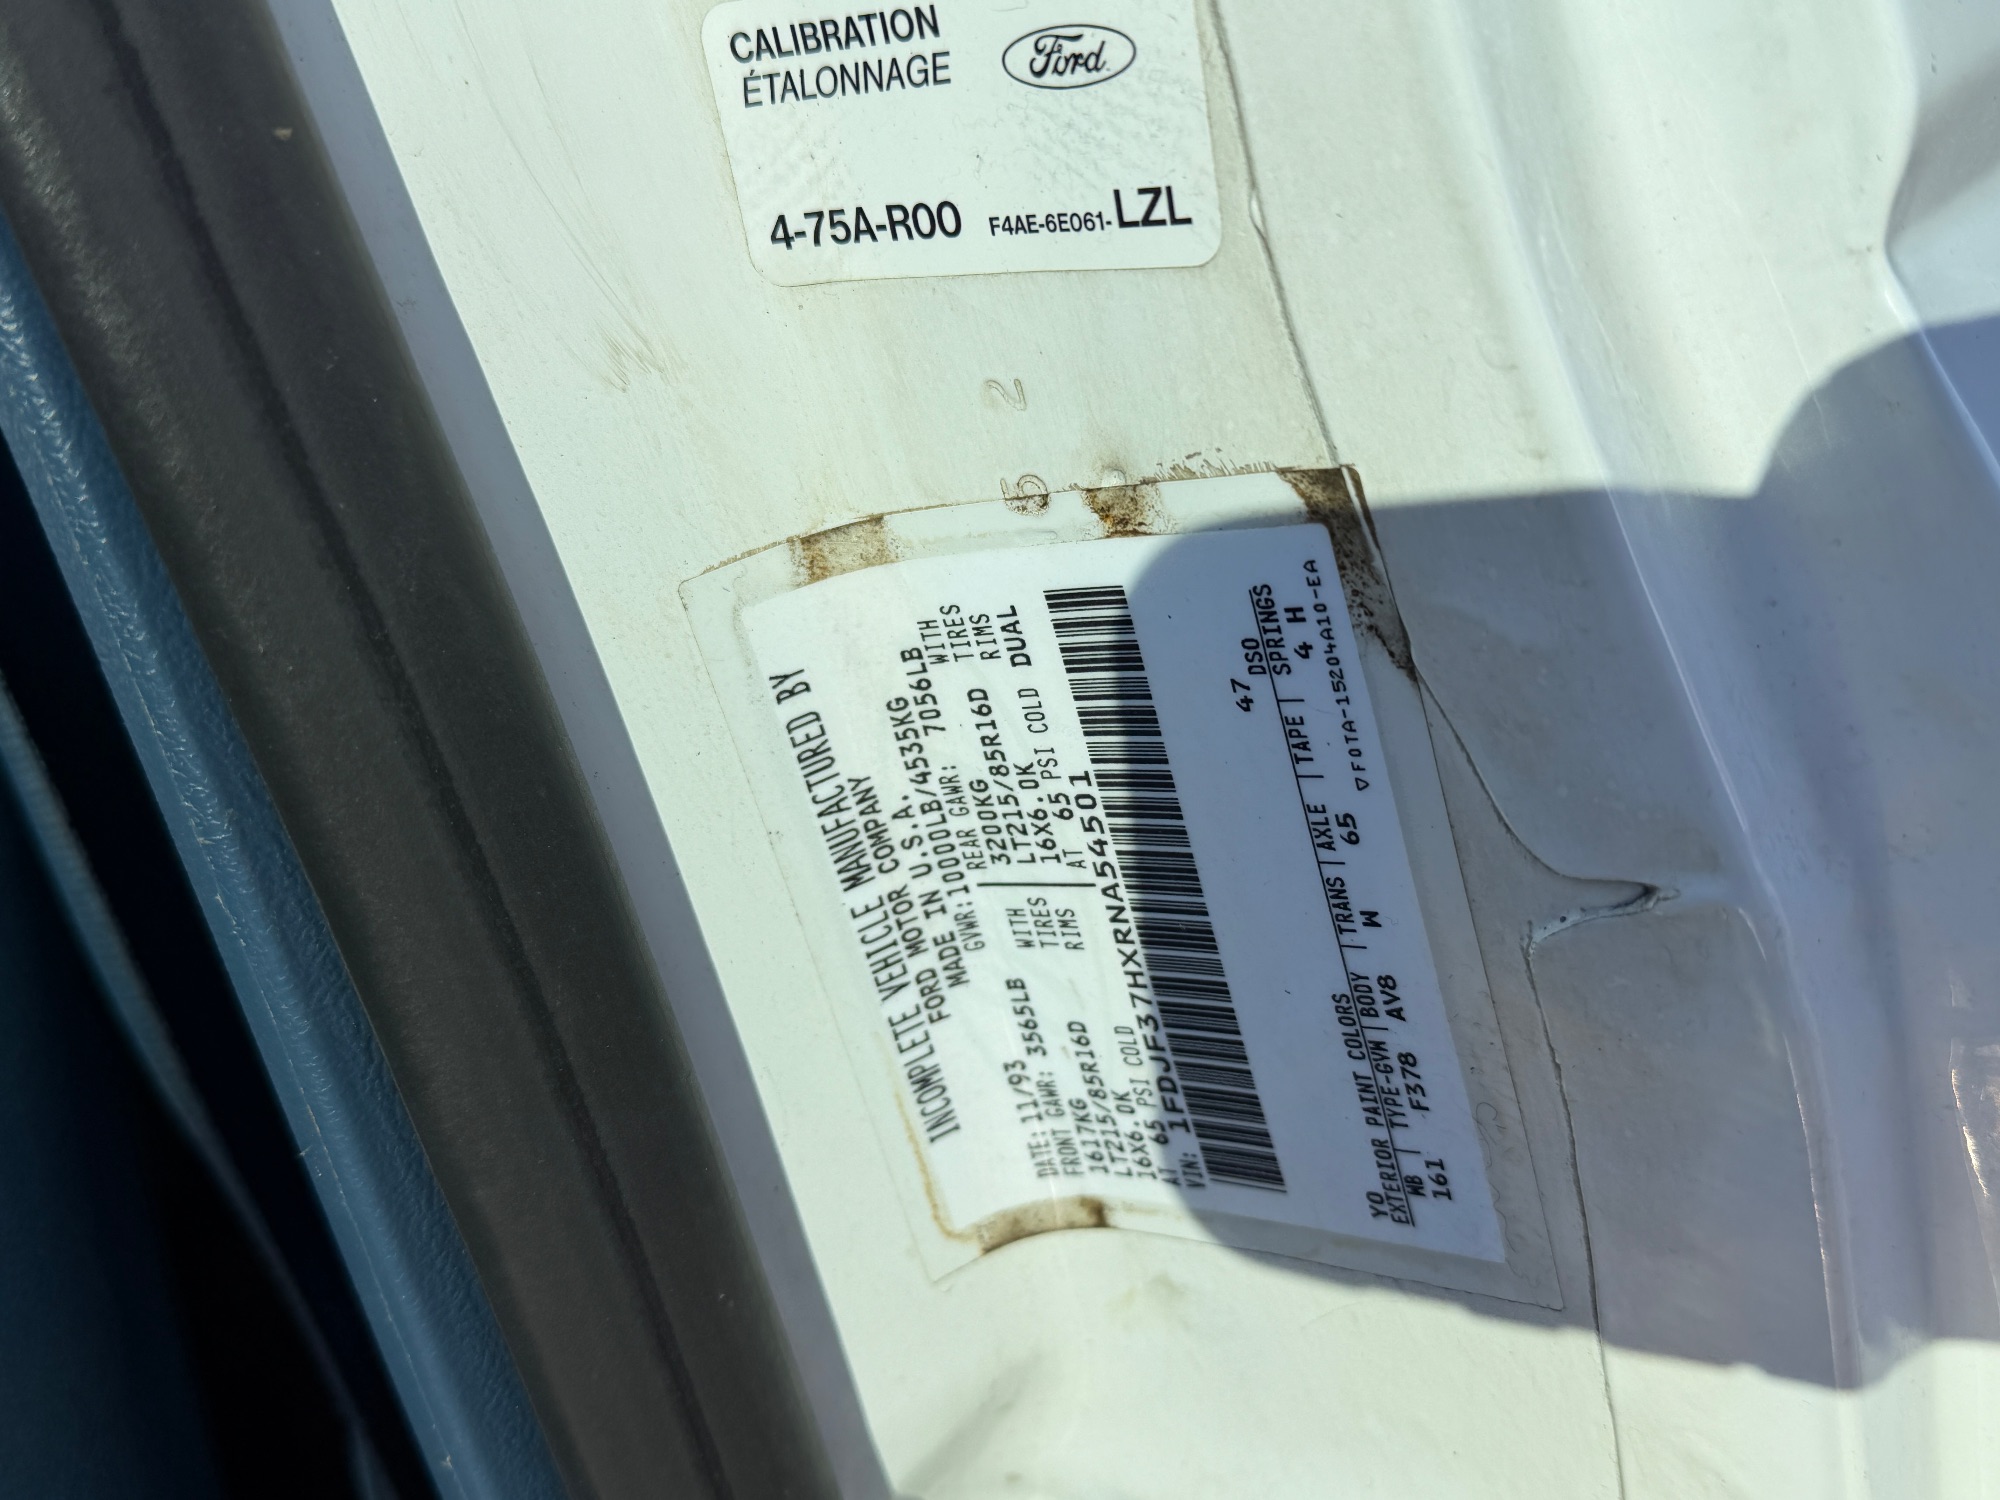 CALIBRATION
ÉTALONNAGE
Ford
4-75A-R00 F4AE-6E061-LZL
2
5
INCOMPLETE VEHICLE MANUFACTURED BY
FORD MOTOR COMPANY
MADE IN U.S.A.
DATE: 11/93 GVWR: 10000LB/4535KG
FRONT GAWR: 3565LB WITH REAR GAWR: 7056LB WITH
1617KG TIRES 3200KG TIRES
LT215/85R16D RIMS LT215/85R16D RIMS
16X6.0K 16X6.0K DUAL
AT 65 PSI COLD AT 65 PSI COLD
VIN: 1FDJF37HXRNA54501
47
YO DSO
EXTERIOR PAINT COLORS
WB | TYPE-GVW | BODY | TRANS | AXLE | TAPE | SPRINGS
161 F378 AV8 W 65 4 H
▽F0TA-15204A10-EA